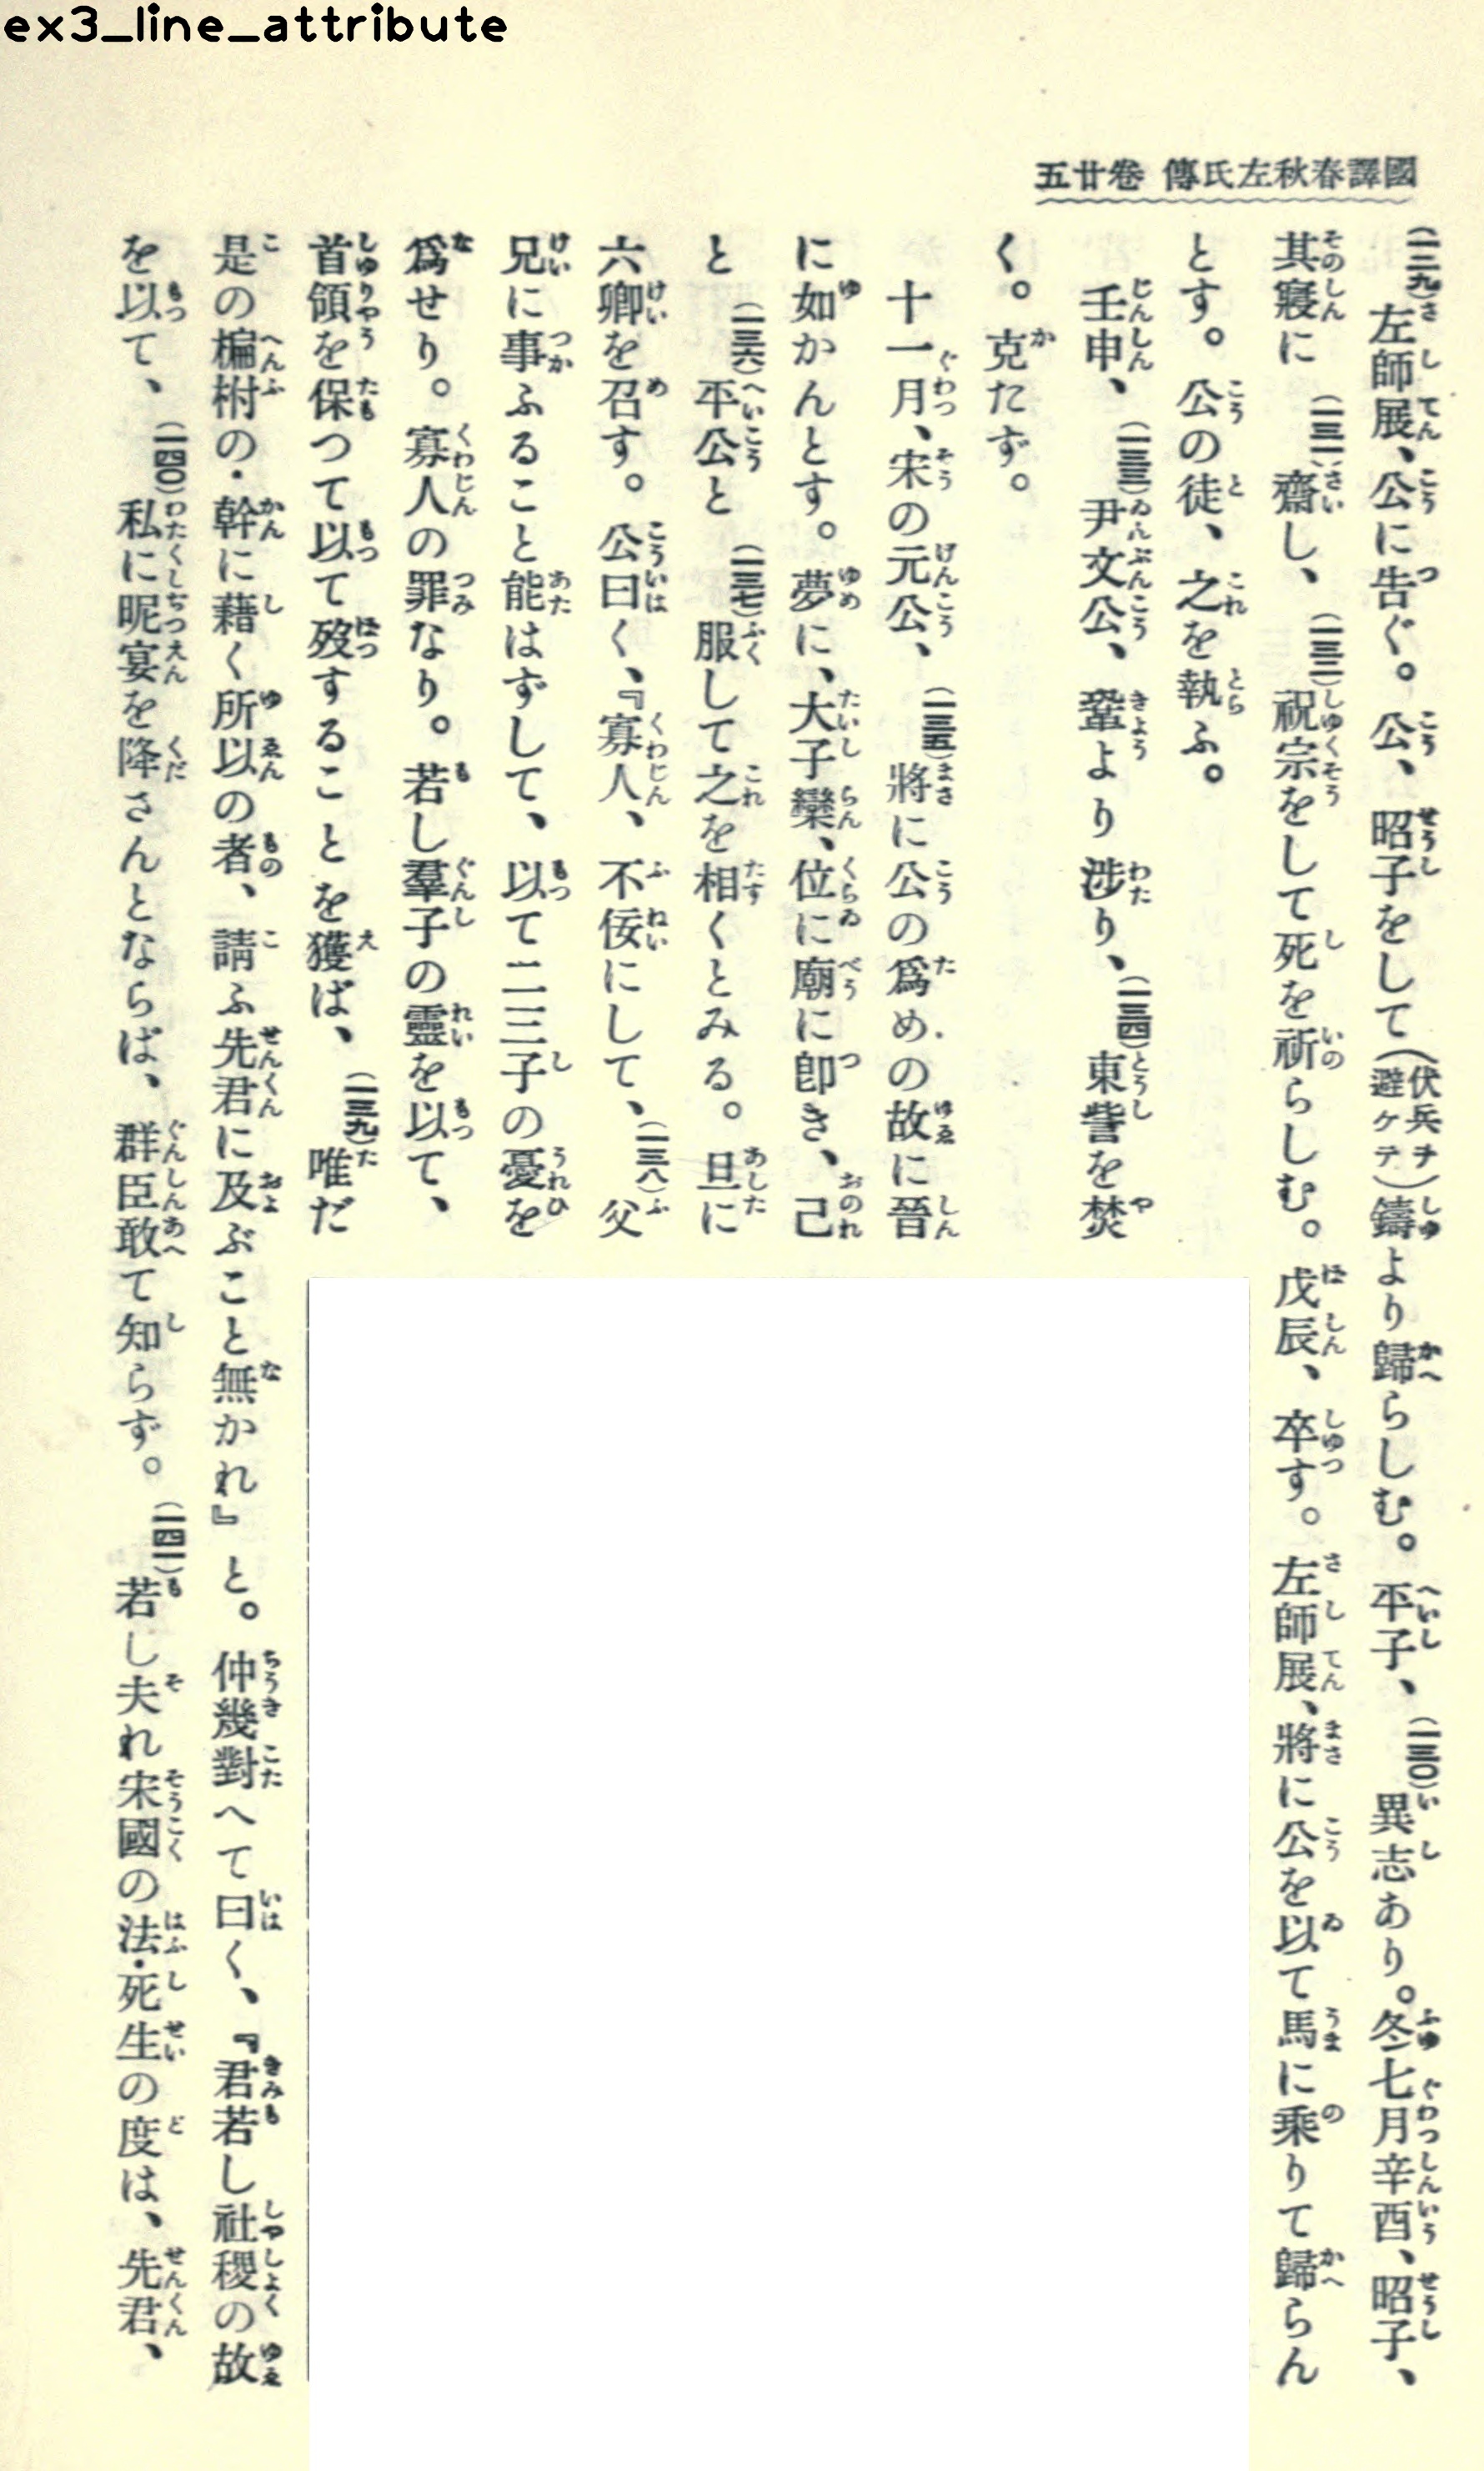 ex3_line_attribute
國譯春秋左氏傳 卷廿五
(一二九)左師展、公に告ぐ。公、昭子をして(伏兵ヲ避ケテ)鑄より歸らしむ。平子、(一三〇)異志あり。冬七月辛酉、昭子、
其寢に(一三一)齋し、(一三二)祝宗をして死を祈らしむ。戊辰、卒す。左師展、將に公を以て馬に乘りて歸らん
とす。公の徒、之を執ふ。
壬申、(一三三)尹文公、鞏より涉り、(一三四)東訾を焚
く。克たず。
十一月、宋の元公、(一三五)將に公の爲めの故に晉
に如かんとす。夢に、大子欒、位に廟に卽き、己
と(一三六)平公と(一三七)服して之を相くとみる。旦に
六卿を召す。公曰く、『寡人、不佞にして、(一三八)父
兄に事ふること能はずして、以て二三子の憂を
爲せり。寡人の罪なり。若し羣子の靈を以て、
首領を保つて以て歿することを獲ば、(一三九)唯だ
是の楄柎の・幹に藉く所以の者、請ふ先君に及ぶこと無かれ』と。仲幾對へて曰く、『君若し社稷の故
を以て、(一四〇)私に昵宴を降さんとならば、群臣敢て知らず。(一四一)若し夫れ宋國の法・死生の度は、先君、